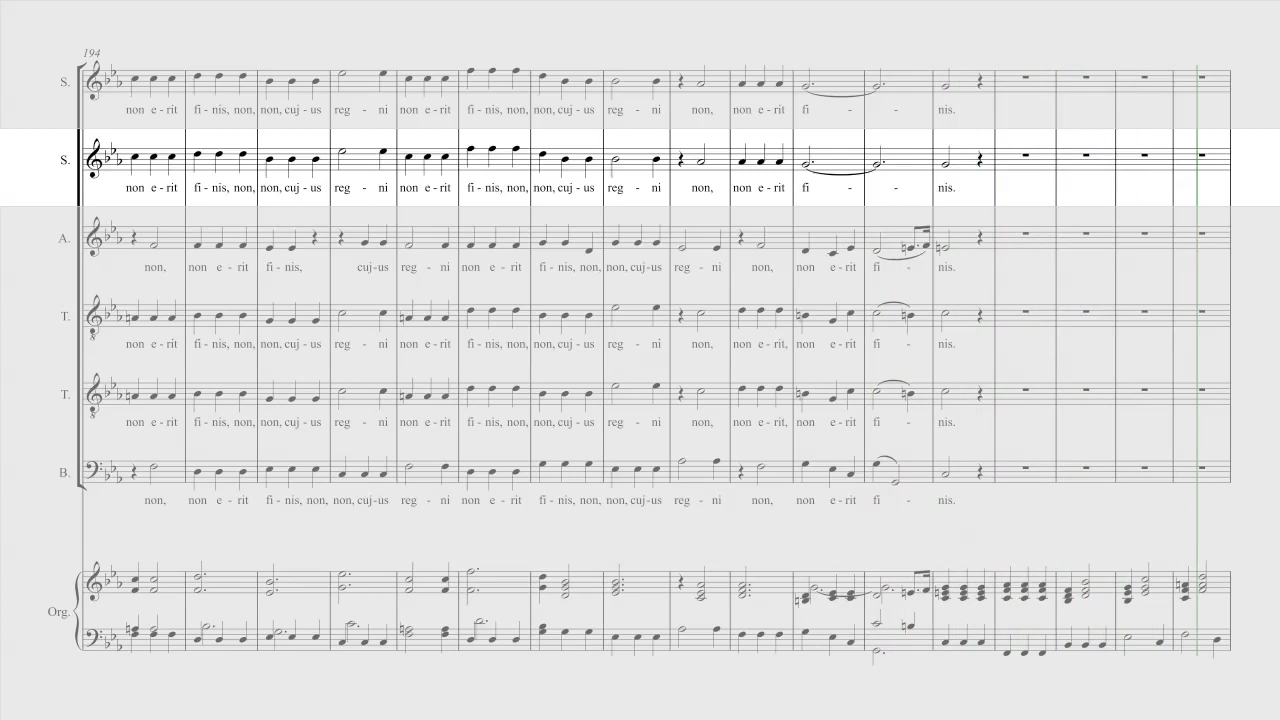 194
S.
non e - rit fi - nis, non, non, cuj - us reg - ni non e - rit fi - nis, non, non, cuj - us reg - ni non, non e - rit fi - - nis.
S.
non e - rit fi - nis, non, non, cuj - us reg - ni non e - rit fi - nis, non, non, cuj - us reg - ni non, non e - rit fi - - nis.
A.
non, non e - rit fi - nis, cuj - us reg - ni non e - rit fi - nis, non, non, cuj - us reg - ni non, non e - rit fi - nis.
T.
8
non e - rit fi - nis, non, non, cuj - us reg - ni non e - rit fi - nis, non, non, cuj - us reg - ni non, non e - rit, non e - rit fi - nis.
T.
8
non e - rit fi - nis, non, non, cuj - us reg - ni non e - rit fi - nis, non, non, cuj - us reg - ni non, non e - rit, non e - rit fi - nis.
B.
non, non e - rit fi - nis, non, non, cuj - us reg - ni non e - rit fi - nis, non, non, cuj - us reg - ni non, non e - rit fi - nis.
Org.